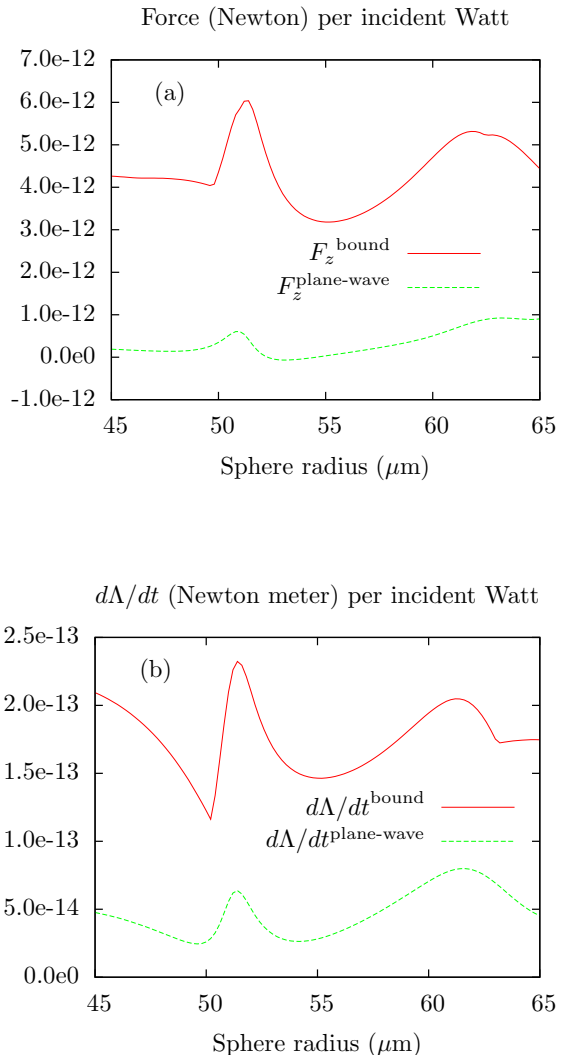 Force (Newton) per incident Watt
7.0e-12
6.0e-12
5.0e-12
4.0e-12
3.0e-12
2.0e-12
1.0e-12
0.0e0
-1.0e-12
(a)
F_z^bound
F_z^plane-wave
45 50 55 60 65
Sphere radius (μm)
dΛ/dt (Newton meter) per incident Watt
2.5e-13
2.0e-13
1.5e-13
1.0e-13
5.0e-14
0.0e0
(b)
dΛ/dt^bound
dΛ/dt^plane-wave
45 50 55 60 65
Sphere radius (μm)